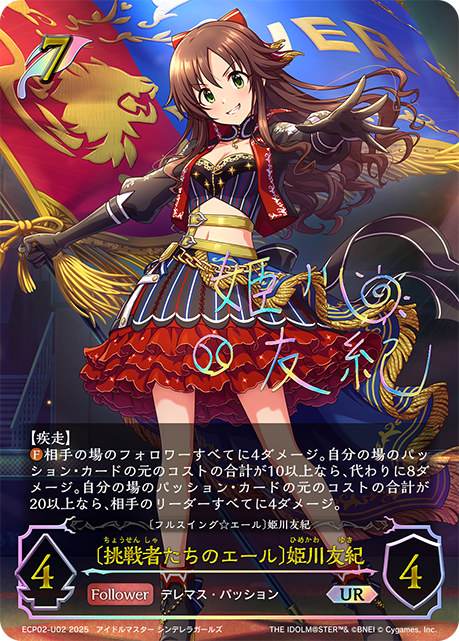 7
ER
姫川
友紀
【疾走】
F 相手の場のフォロワーすべてに4ダメージ。自分の場のパッ
ション・カードの元のコストの合計が10以上なら、代わりに8ダ
メージ。自分の場のパッション・カードの元のコストの合計が
20以上なら、相手のリーダーすべてに4ダメージ。
〔フルスイング☆エール〕姫川友紀
ちょうせんしゃ ひめかわ ゆき
〔挑戦者たちのエール〕姫川友紀
4
4
Follower デレマス・パッション UR
ECP02-U02 2025 アイドルマスター シンデレラガールズ THE IDOLM@STER™& ©BNEI © Cygames, Inc.